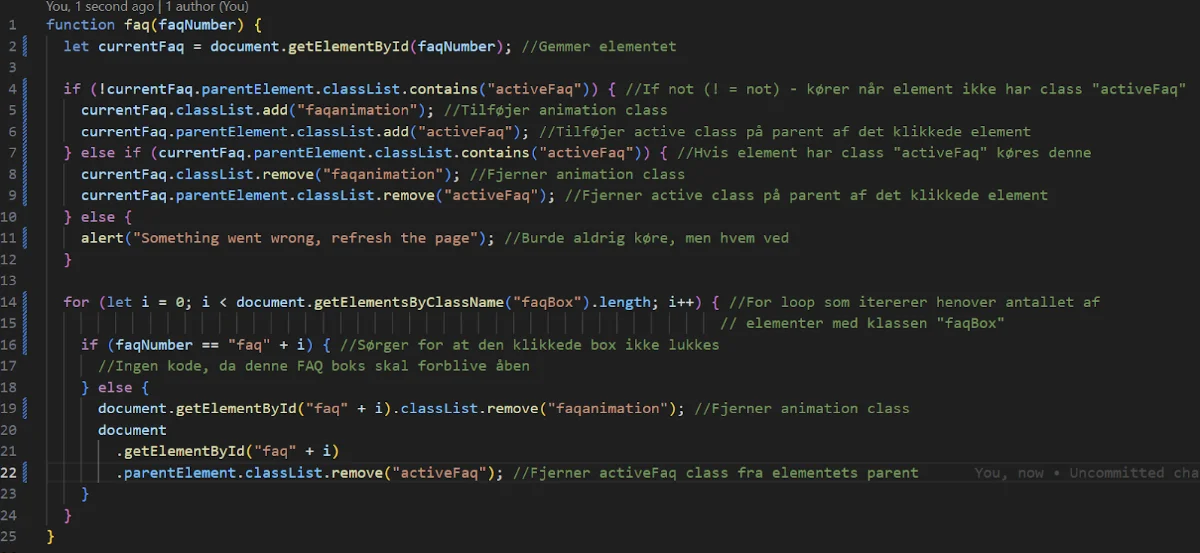 You, 1 second ago | 1 author (You)
1 function faq(faqNumber) {
2 let currentFaq = document.getElementById(faqNumber); //Gemmer elementet
3
4 if (!currentFaq.parentElement.classList.contains("activeFaq")) { //If not (! = not) - kører når element ikke har class "activeFaq"
5 currentFaq.classList.add("faqanimation"); //Tilføjer animation class
6 currentFaq.parentElement.classList.add("activeFaq"); //Tilføjer active class på parent af det klikkede element
7 } else if (currentFaq.parentElement.classList.contains("activeFaq")) { //Hvis element har class "activeFaq" køres denne
8 currentFaq.classList.remove("faqanimation"); //Fjerner animation class
9 currentFaq.parentElement.classList.remove("activeFaq"); //Fjerner active class på parent af det klikkede element
10 } else {
11 alert("Something went wrong, refresh the page"); //Burde aldrig køre, men hvem ved
12 }
13
14 for (let i = 0; i < document.getElementsByClassName("faqBox").length; i++) { //For loop som itererer henover antallet af
15 // elementer med klassen "faqBox"
16 if (faqNumber == "faq" + i) { //Sørger for at den klikkede box ikke lukkes
17 //Ingen kode, da denne FAQ boks skal forblive åben
18 } else {
19 document.getElementById("faq" + i).classList.remove("faqanimation"); //Fjerner animation class
20 document
21 .getElementById("faq" + i)
22 .parentElement.classList.remove("activeFaq"); //Fjerner activeFaq class fra elementets parent You, now • Uncommitted cha
23 }
24 }
25 }